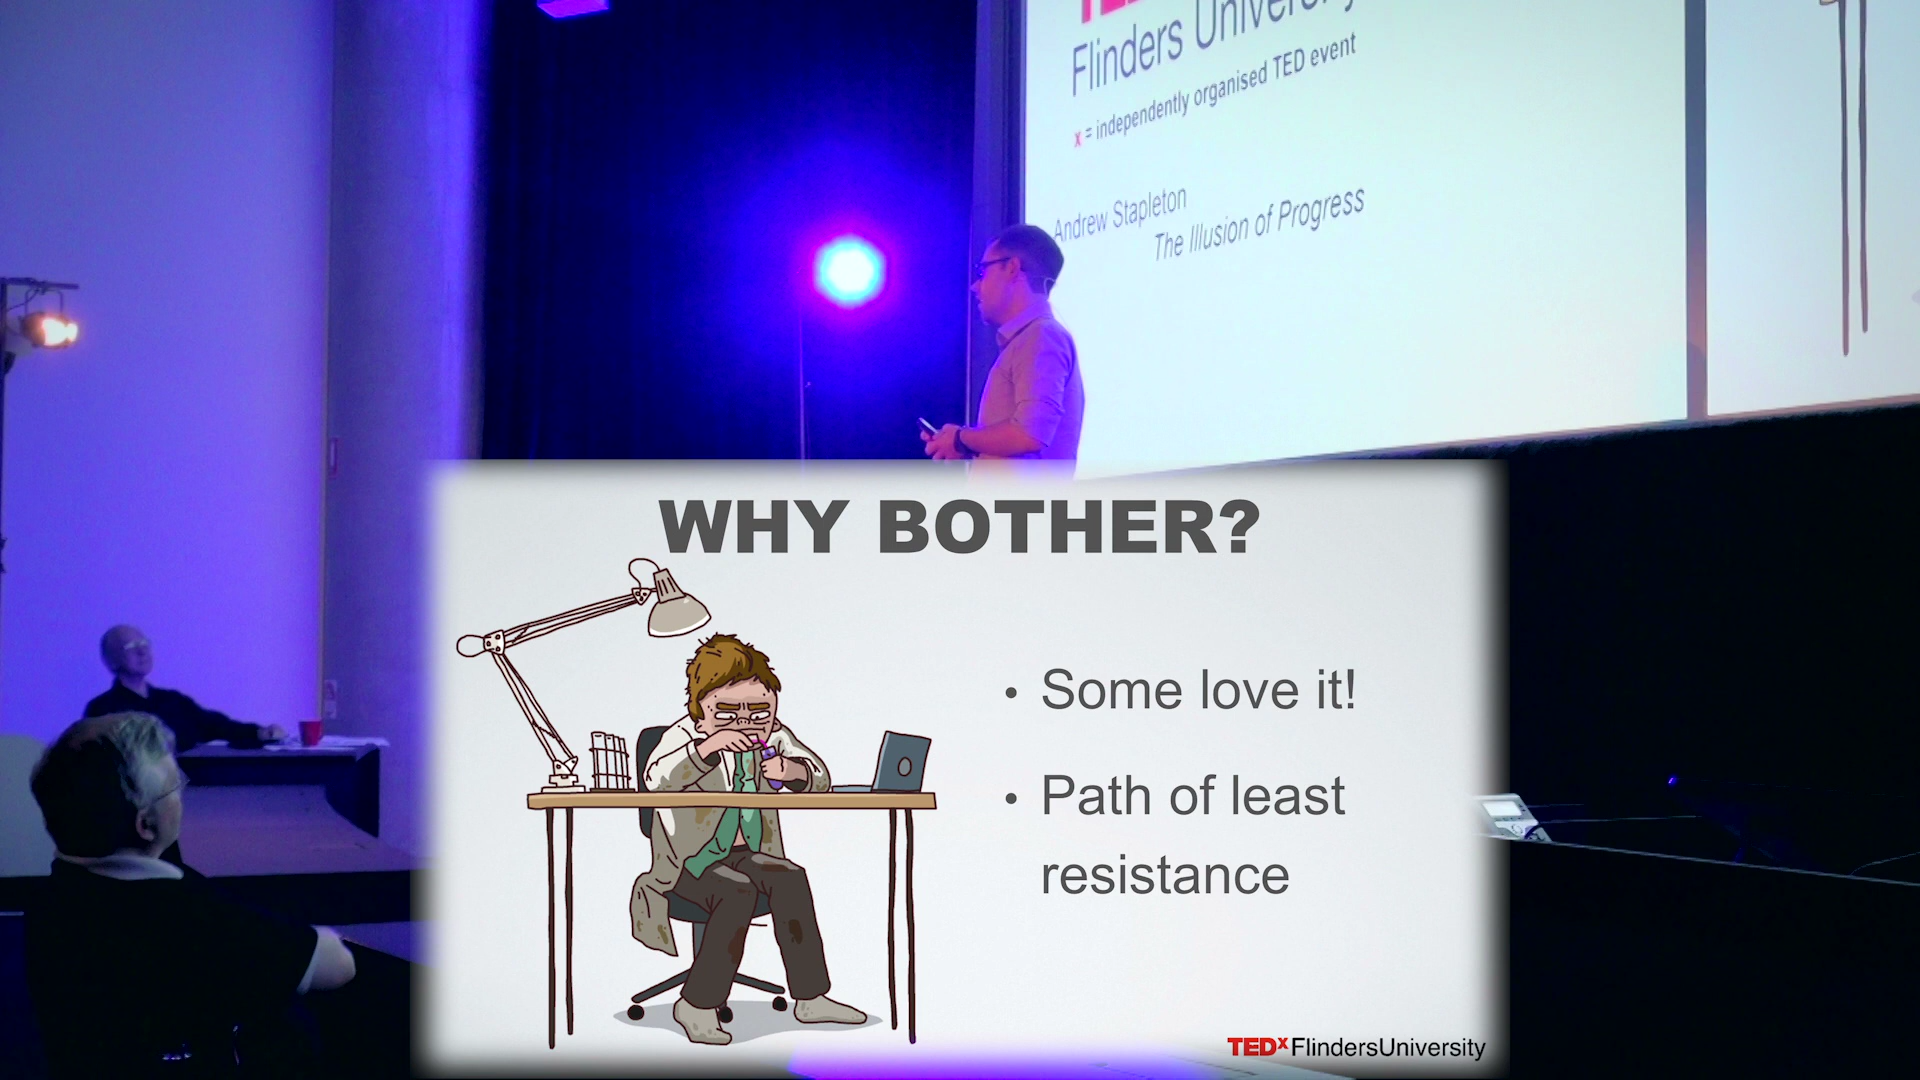 Flinders University
x = independently organised TED event
Andrew Stapleton
The Illusion of Progress
WHY BOTHER?
• Some love it!
• Path of least
resistance
TEDx FlindersUniversity